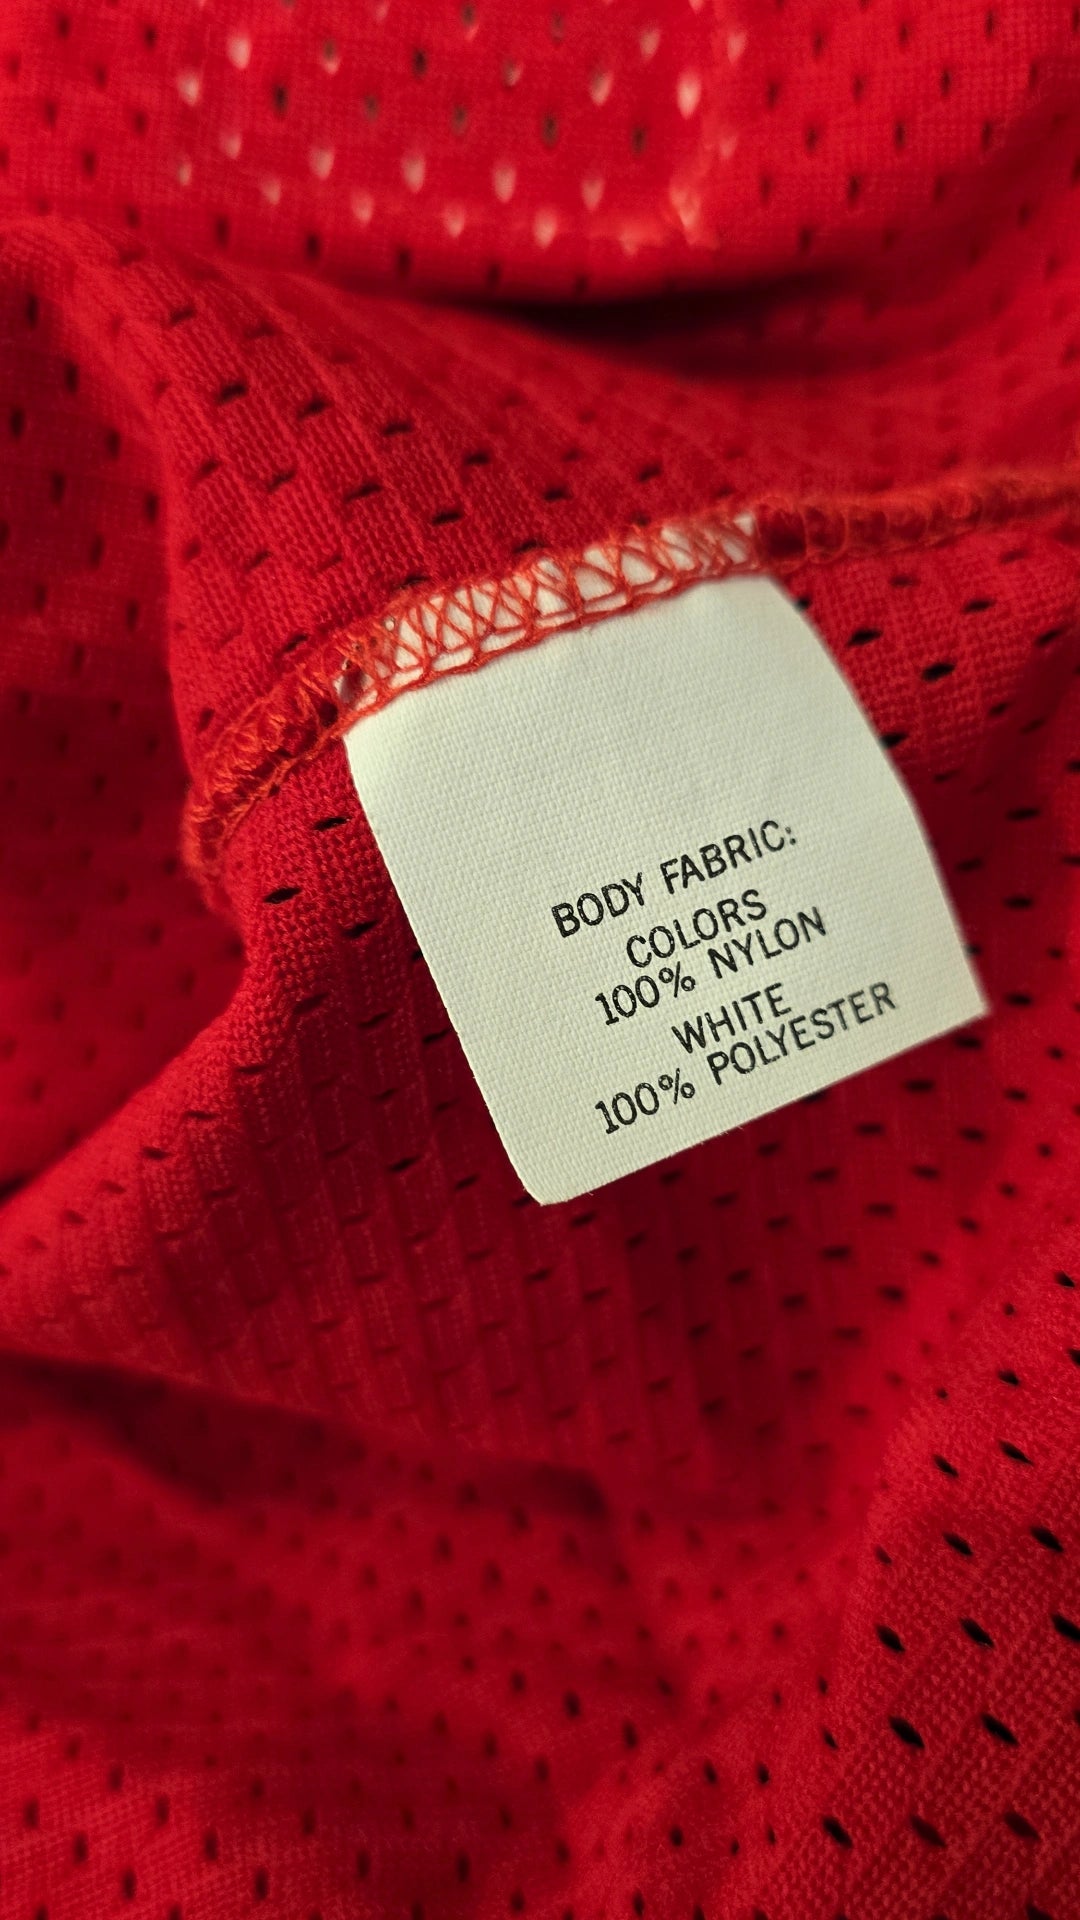 BODY FABRIC:
COLORS
100% NYLON
WHITE
100% POLYESTER